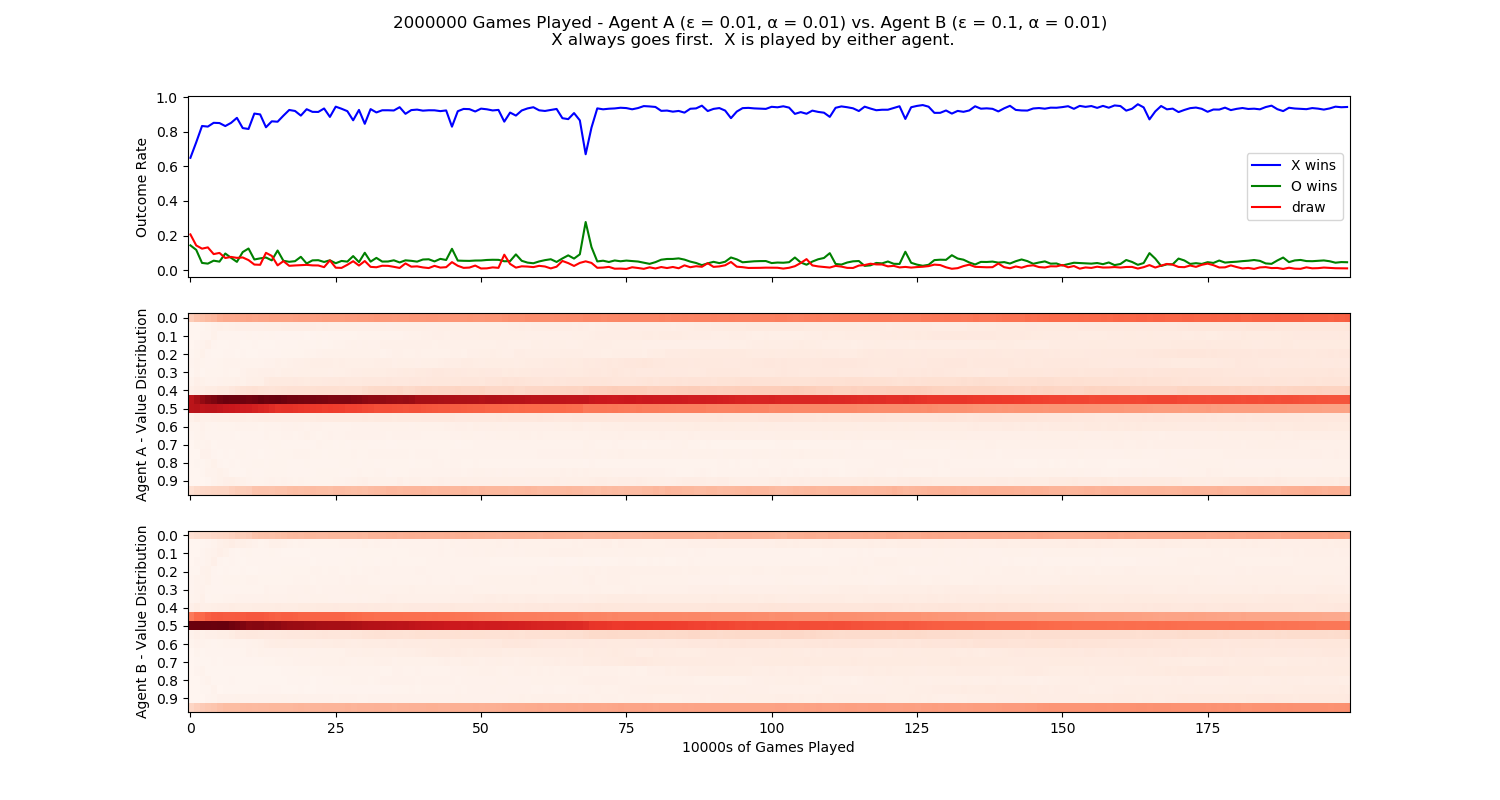 2000000 Games Played - Agent A (ε = 0.01, α = 0.01) vs. Agent B (ε = 0.1, α = 0.01)
X always goes first.  X is played by either agent.
Outcome Rate
1.0
0.8
0.6
0.4
0.2
0.0
X wins
O wins
draw
Agent A - Value Distribution
0.0
0.1
0.2
0.3
0.4
0.5
0.6
0.7
0.8
0.9
Agent B - Value Distribution
0.0
0.1
0.2
0.3
0.4
0.5
0.6
0.7
0.8
0.9
0 25 50 75 100 125 150 175
10000s of Games Played